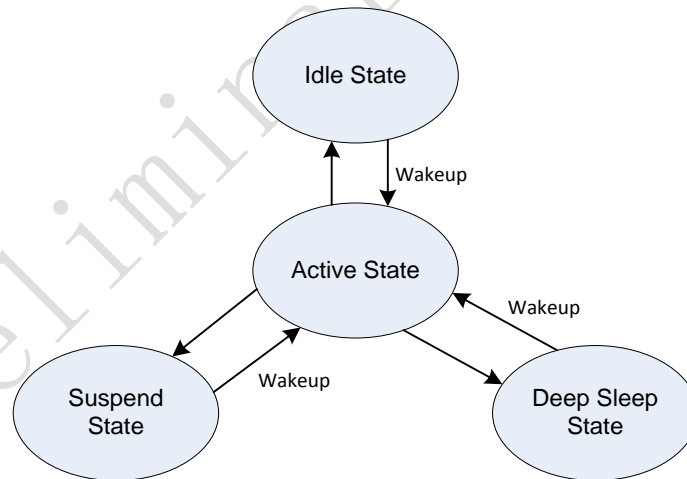 Idle State
Wakeup
Active State
Wakeup
Wakeup
Suspend
State
Deep Sleep
State